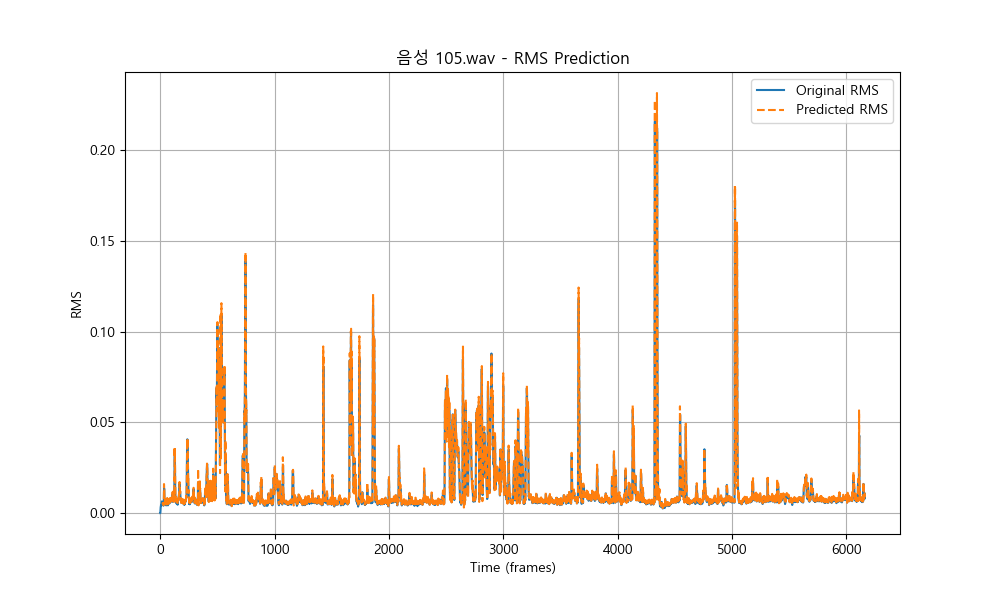 음성 105.wav - RMS Prediction
Original RMS
Predicted RMS
0.20
0.15
0.10
0.05
0.00
RMS
0 1000 2000 3000 4000 5000 6000
Time (frames)